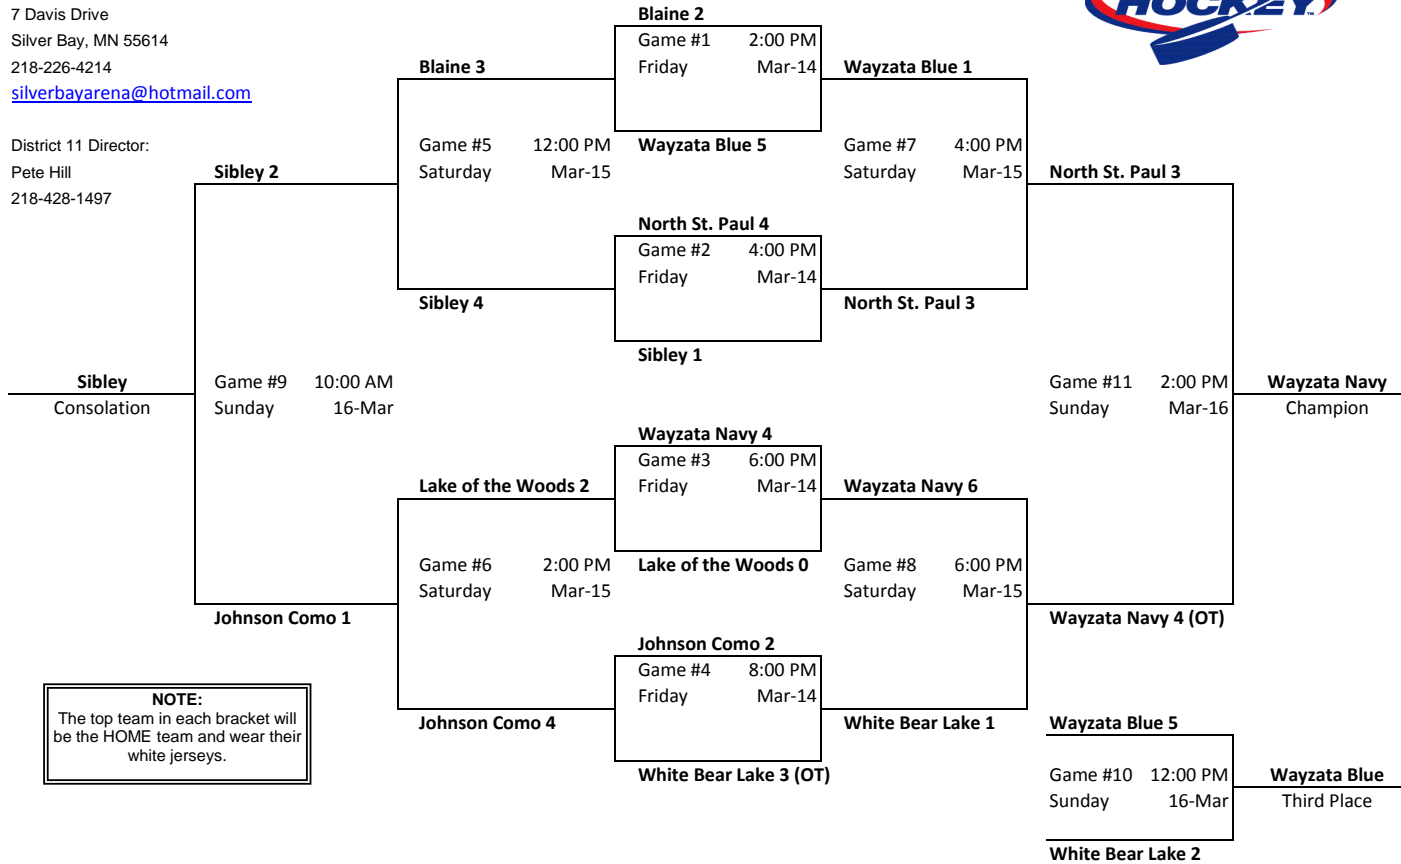 7 Davis Drive
Silver Bay, MN 55614
218-226-4214
silverbayarena@hotmail.com
District 11 Director:
Pete Hill
218-428-1497
HOCKEY
Blaine 2
Game #1 2:00 PM
Friday Mar-14
Wayzata Blue 5
Blaine 3
Game #5 12:00 PM
Saturday Mar-15
Sibley 4
Wayzata Blue 1
Game #7 4:00 PM
Saturday Mar-15
North St. Paul 3
North St. Paul 4
Game #2 4:00 PM
Friday Mar-14
Sibley 1
Sibley 2
Game #9 10:00 AM
Sunday 16-Mar
Johnson Como 1
Sibley
Consolation
North St. Paul 3
Game #11 2:00 PM
Sunday Mar-16
Wayzata Navy 4 (OT)
Wayzata Navy
Champion
Wayzata Navy 4
Game #3 6:00 PM
Friday Mar-14
Lake of the Woods 0
Lake of the Woods 2
Game #6 2:00 PM
Saturday Mar-15
Johnson Como 4
Wayzata Navy 6
Game #8 6:00 PM
Saturday Mar-15
White Bear Lake 1
Johnson Como 2
Game #4 8:00 PM
Friday Mar-14
White Bear Lake 3 (OT)
NOTE:
The top team in each bracket will
be the HOME team and wear their
white jerseys.
Wayzata Blue 5
Game #10 12:00 PM
Sunday 16-Mar
White Bear Lake 2
Wayzata Blue
Third Place